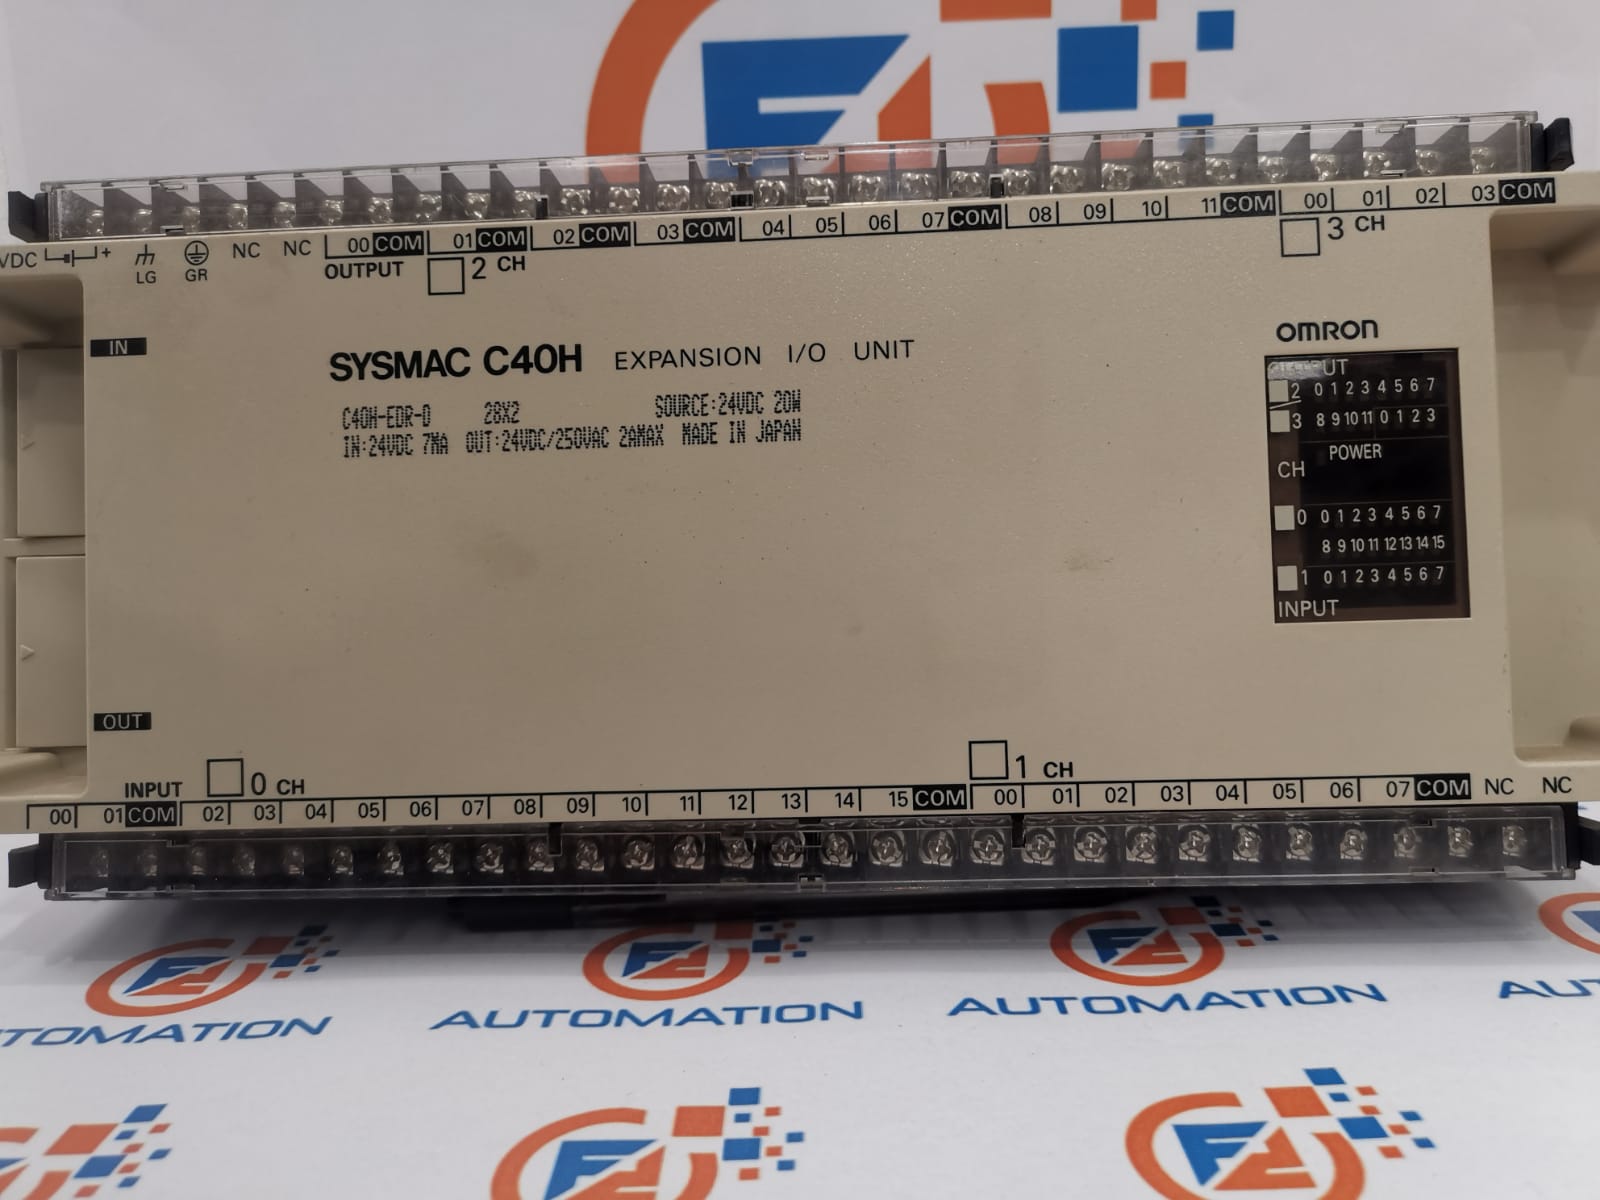 00 01 02 03 COM
3 CH
00 COM 01 COM 02 COM 03 COM 04 05 06 07 COM 08 09 10 11 COM
VDC + LG GR NC NC
OUTPUT 2 CH
IN
OMRON
SYSMAC C40H EXPANSION I/O UNIT
C40H-EDR-D 28X2 SOURCE:24VDC 20W
IN:24VDC 7MA OUT:24VDC/250VAC 2AMAX MADE IN JAPAN
OUTPUT
2 0 1 2 3 4 5 6 7
3 8 9 10 11 0 1 2 3
POWER
CH
0 0 1 2 3 4 5 6 7
8 9 10 11 12 13 14 15
1 0 1 2 3 4 5 6 7
INPUT
OUT
INPUT 0 CH 1 CH
00 01 COM 02 03 04 05 06 07 08 09 10 11 12 13 14 15 COM 00 01 02 03 04 05 06 07 COM NC NC
TOMATION AUTOMATION AUTOMATION AU